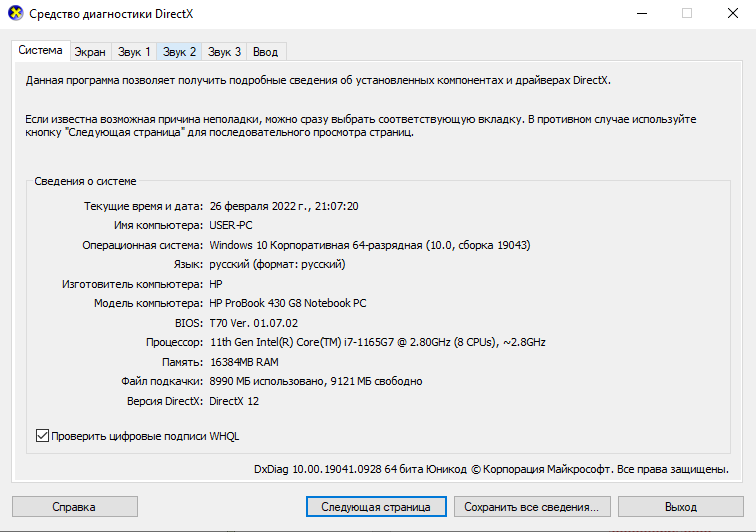 Средство диагностики DirectX
Система Экран Звук 1 Звук 2 Звук 3 Ввод
Данная программа позволяет получить подробные сведения об установленных компонентах и драйверах DirectX.
Если известна возможная причина неполадки, можно сразу выбрать соответствующую вкладку. В противном случае используйте
кнопку "Следующая страница" для последовательного просмотра страниц.
Сведения о системе
Текущие время и дата: 26 февраля 2022 г., 21:07:20
Имя компьютера: USER-PC
Операционная система: Windows 10 Корпоративная 64-разрядная (10.0, сборка 19043)
Язык: русский (формат: русский)
Изготовитель компьютера: HP
Модель компьютера: HP ProBook 430 G8 Notebook PC
BIOS: T70 Ver. 01.07.02
Процессор: 11th Gen Intel(R) Core(TM) i7-1165G7 @ 2.80GHz (8 CPUs), ~2.8GHz
Память: 16384MB RAM
Файл подкачки: 8990 МБ использовано, 9121 МБ свободно
Версия DirectX: DirectX 12
Проверить цифровые подписи WHQL
DxDiag 10.00.19041.0928 64 бита Юникод © Корпорация Майкрософт. Все права защищены.
Справка Следующая страница Сохранить все сведения... Выход